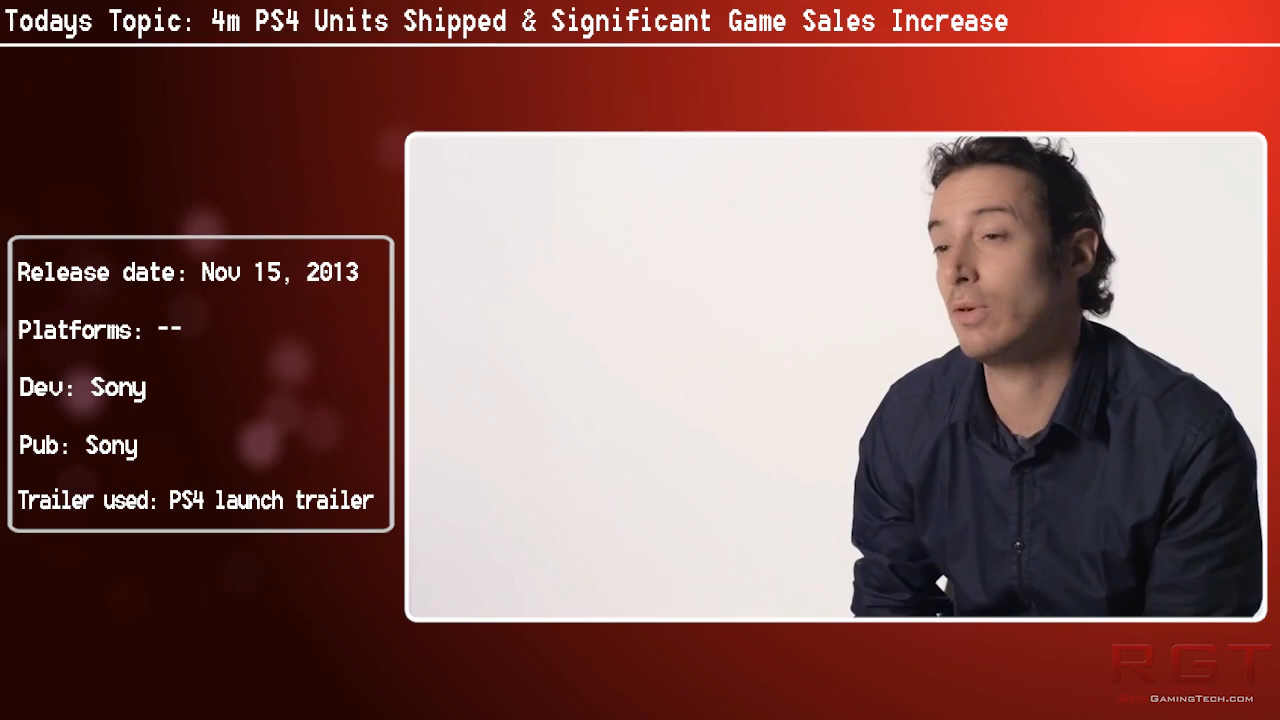 Todays Topic: 4m PS4 Units Shipped & Significant Game Sales Increase
Release date: Nov 15, 2013
Platforms: --
Dev: Sony
Pub: Sony
Trailer used: PS4 launch trailer
RGT
RedGamingTech.com